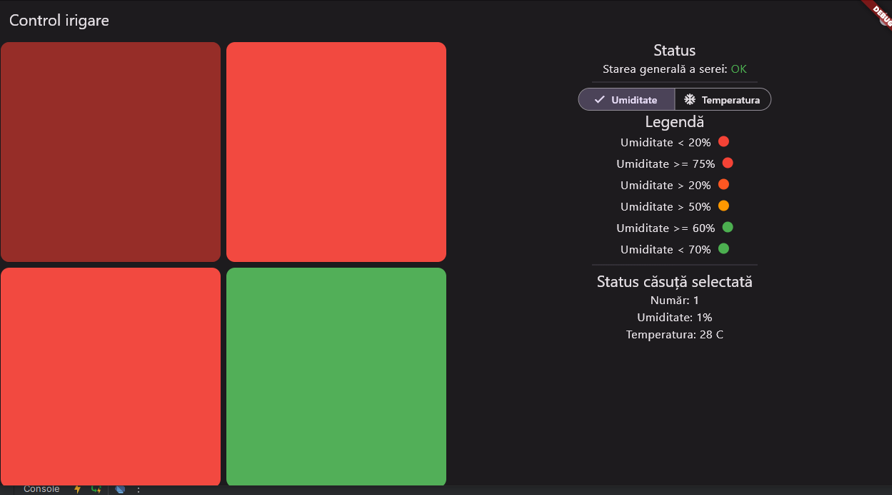 Control irigare
DEBUG
Status
Starea generală a serei: OK
Umiditate
Temperatura
Legendă
Umiditate < 20%
Umiditate >= 75%
Umiditate > 20%
Umiditate > 50%
Umiditate >= 60%
Umiditate < 70%
Status căsuță selectată
Număr: 1
Umiditate: 1%
Temperatura: 28 C
Console